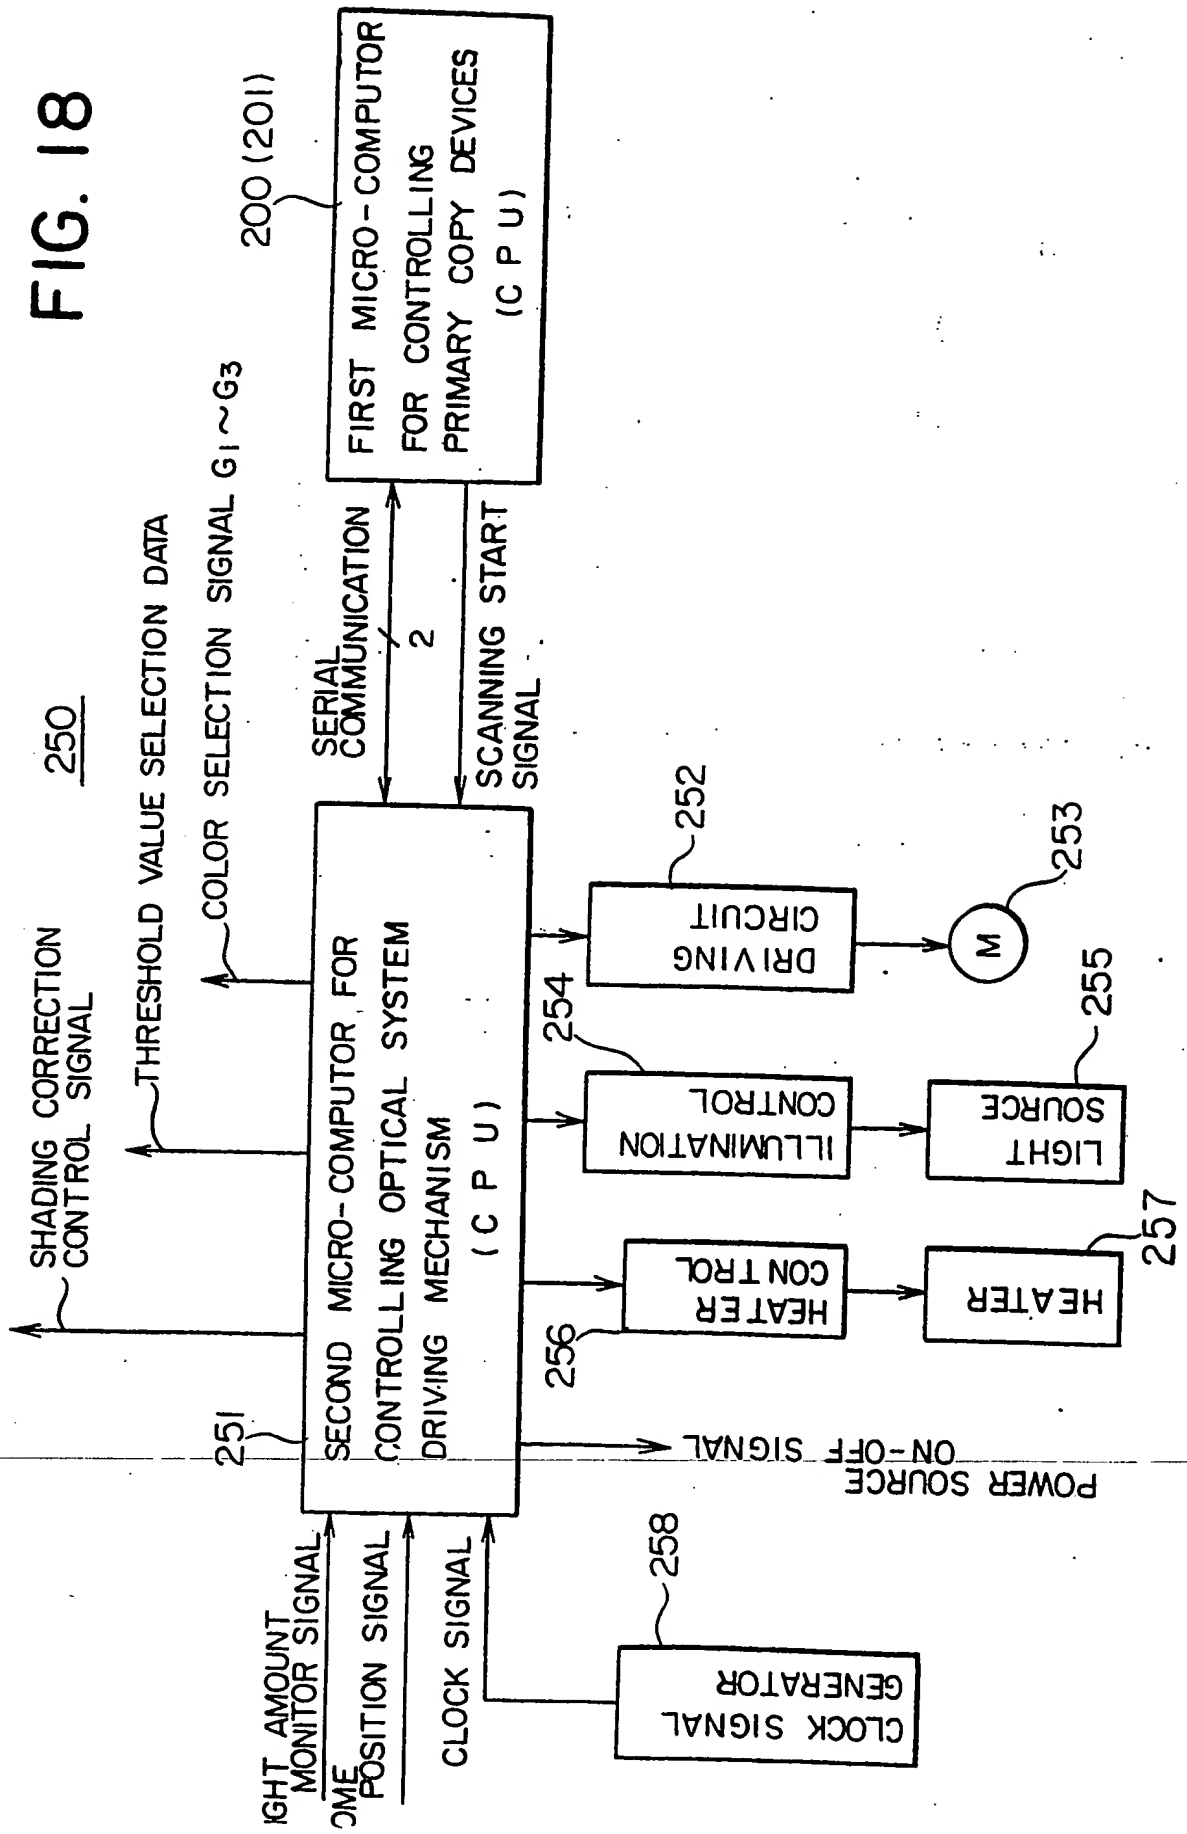 FIG. 18
250
200 (201)
SHADING CORRECTION
CONTROL SIGNAL
THRESHOLD VALUE SELECTION DATA
COLOR SELECTION SIGNAL G1~G3
FIRST MICRO-COMPUTOR
FOR CONTROLLING
PRIMARY COPY DEVICES
(C P U)
SERIAL
COMMUNICATION
2
SCANNING START
SIGNAL
251
SECOND MICRO-COMPUTOR FOR
CONTROLLING OPTICAL SYSTEM
DRIVING MECHANISM
(C P U)
IGHT AMOUNT
MONITOR SIGNAL
OME
POSITION SIGNAL
CLOCK SIGNAL
258
CLOCK SIGNAL
GENERATOR
POWER SOURCE
ON-OFF SIGNAL
256
HEATER
CONTROL
257
HEATER
254
ILLUMINATION
CONTROL
255
LIGHT
SOURCE
252
DRIVING
CIRCUIT
253
M